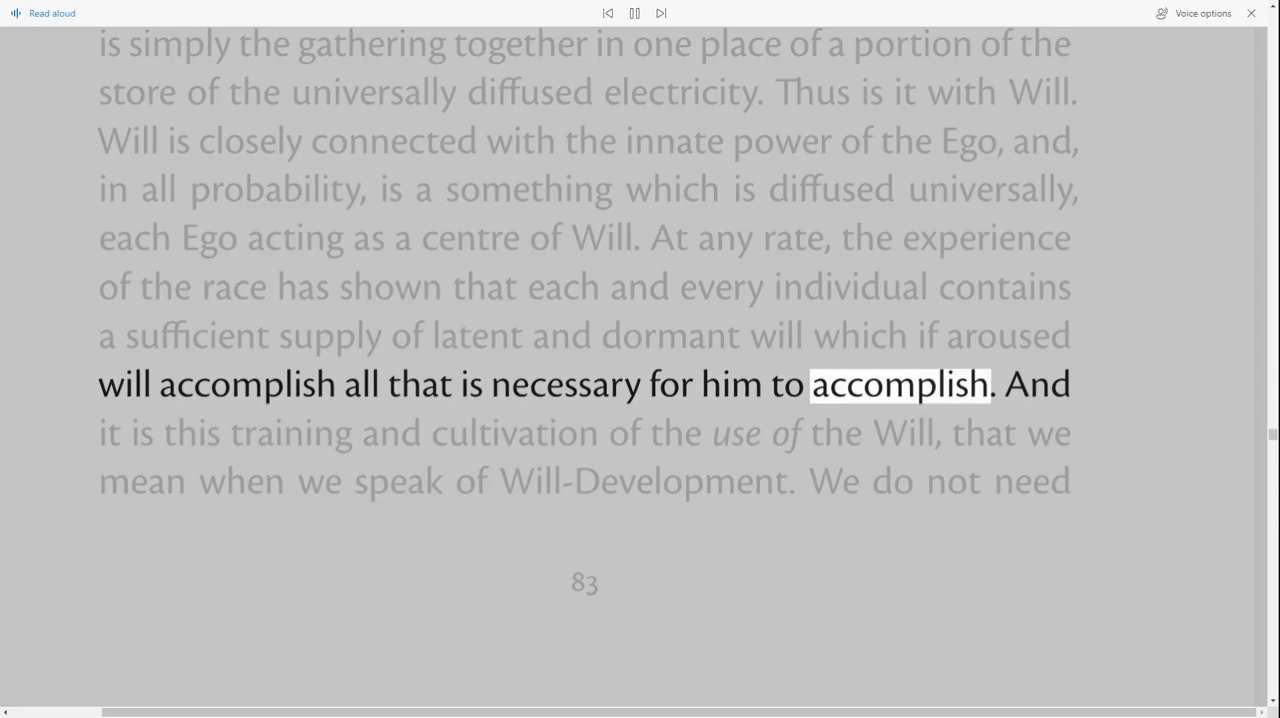 Read aloud
Voice options
is simply the gathering together in one place of a portion of the
store of the universally diffused electricity. Thus is it with Will.
Will is closely connected with the innate power of the Ego, and,
in all probability, is a something which is diffused universally,
each Ego acting as a centre of Will. At any rate, the experience
of the race has shown that each and every individual contains
a sufficient supply of latent and dormant will which if aroused
will accomplish all that is necessary for him to accomplish. And
it is this training and cultivation of the use of the Will, that we
mean when we speak of Will-Development. We do not need
83